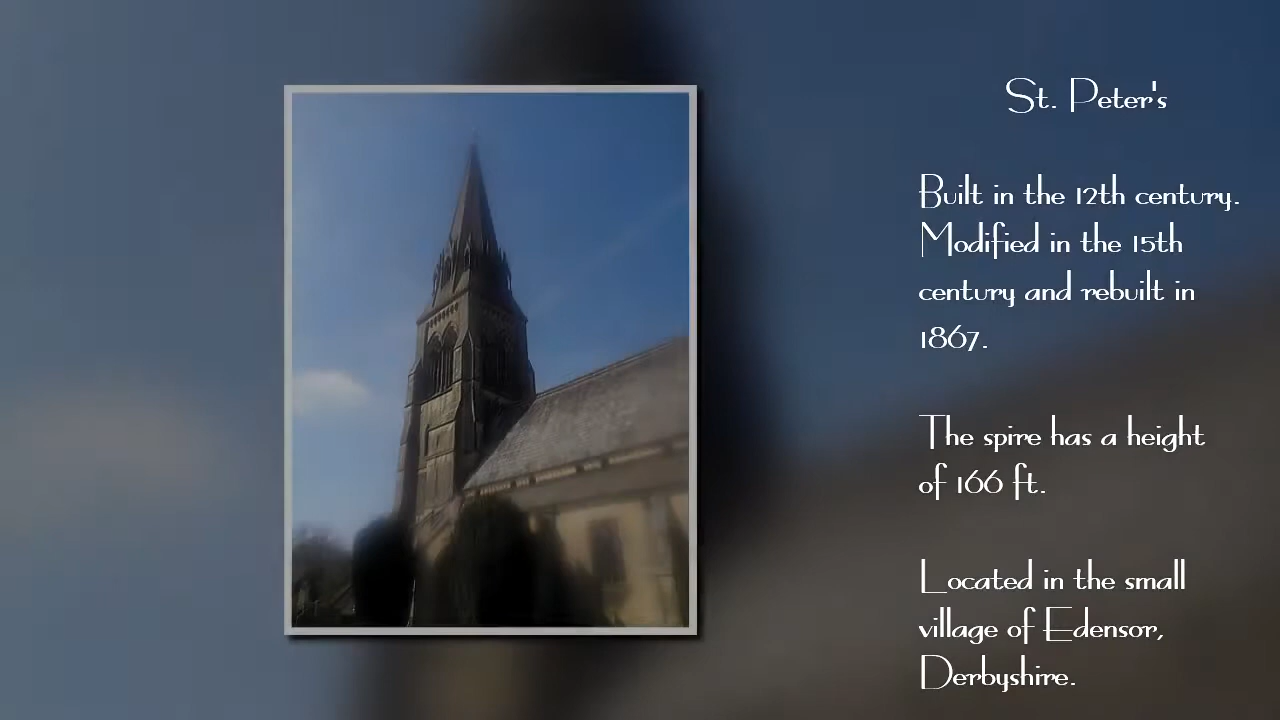 St. Peter's
Built in the 12th century.
Modified in the 15th
century and rebuilt in
1867.
The spire has a height
of 166 ft.
Located in the small
village of Edensor,
Derbyshire.